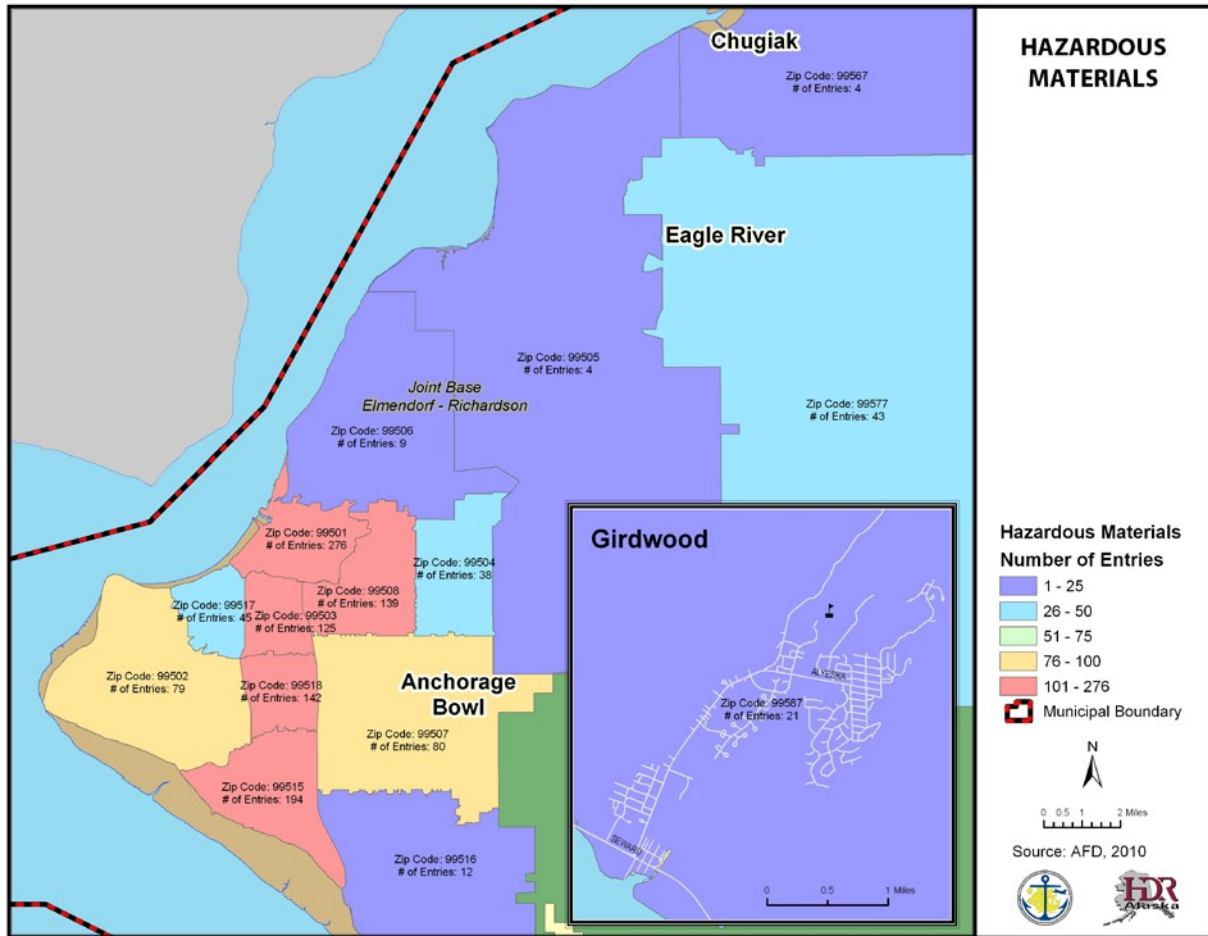 HAZARDOUS
MATERIALS
Chugiak
Zip Code: 99567
# of Entries: 4
Eagle River
Zip Code: 99505
# of Entries: 4
Joint Base
Elmendorf - Richardson
Zip Code: 99577
# of Entries: 43
Zip Code: 99506
# of Entries: 9
Zip Code: 99501
# of Entries: 276
Zip Code: 99504
# of Entries: 38
Zip Code: 99508
# of Entries: 139
Zip Code: 99517
# of Entries: 45
Zip Code: 99503
# of Entries: 125
Zip Code: 99502
# of Entries: 79
Zip Code: 99518
# of Entries: 142
Anchorage
Bowl
Zip Code: 99507
# of Entries: 80
Zip Code: 99515
# of Entries: 194
Zip Code: 99516
# of Entries: 12
Girdwood
ALYESKA
Zip Code: 99587
# of Entries: 21
SEWARD
0 0.5 1 Miles
Hazardous Materials
Number of Entries
1 - 25
26 - 50
51 - 75
76 - 100
101 - 276
Municipal Boundary
N
0 0.5 1 2 Miles
Source: AFD, 2010
HDR
Alaska